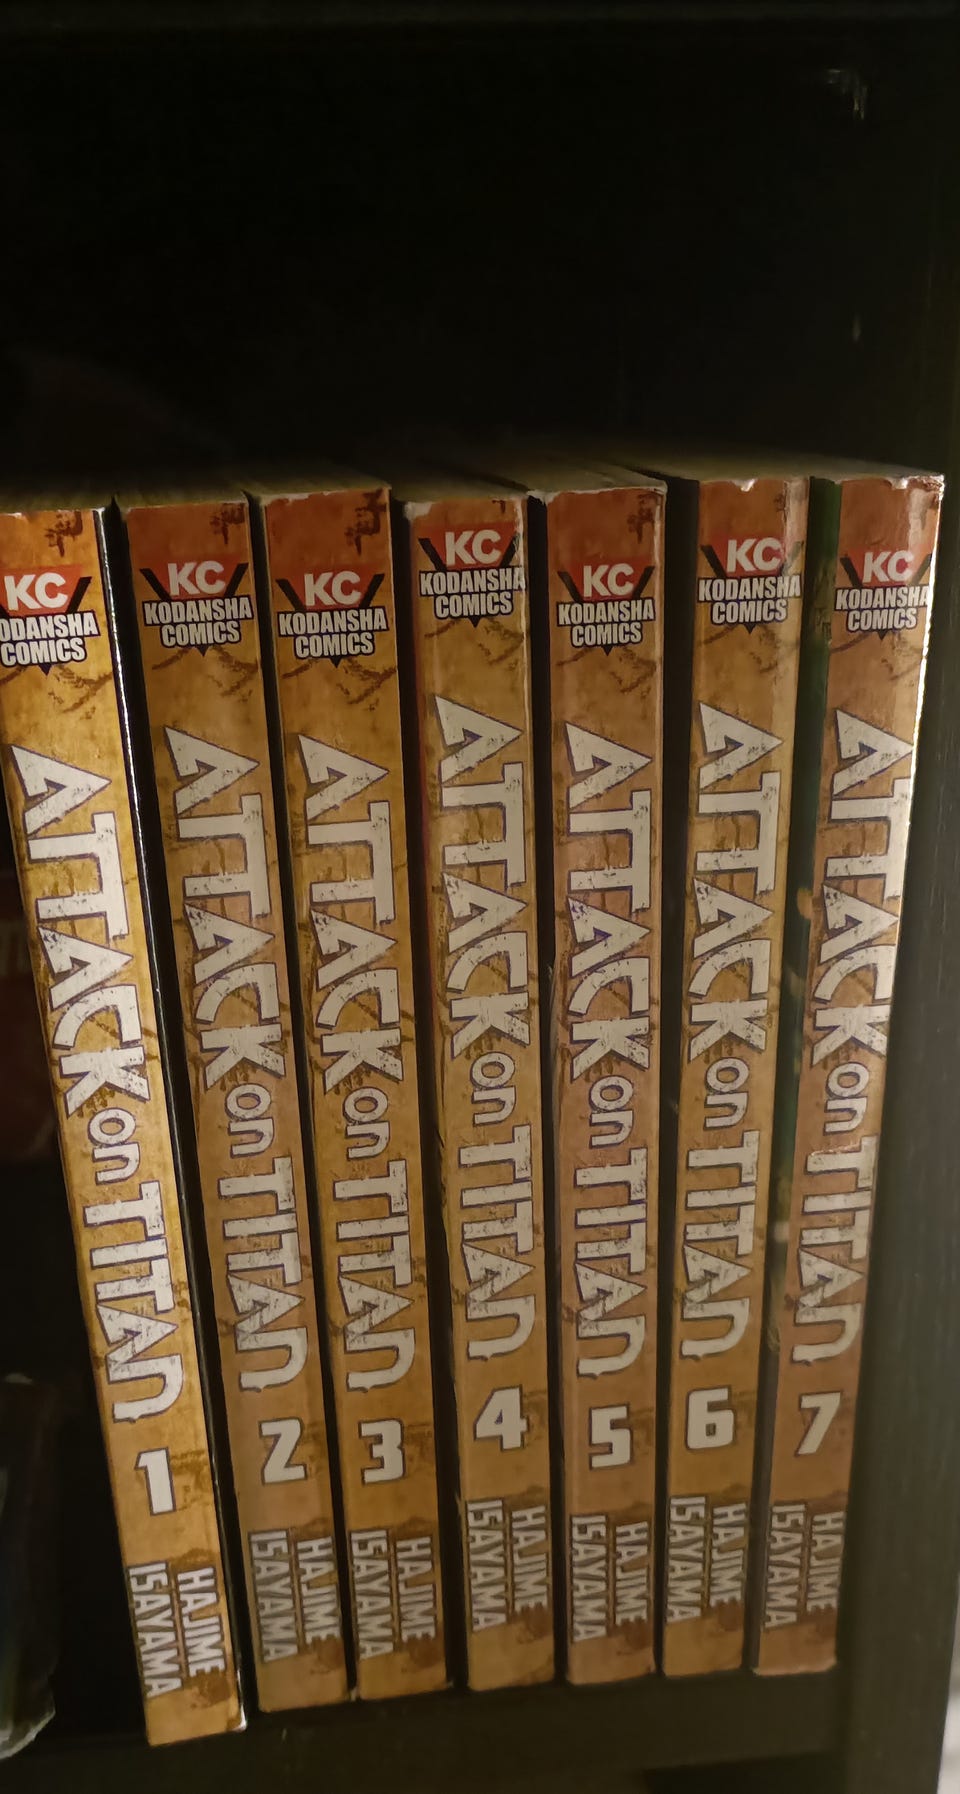 KC
KODANSHA
COMICS
ATTACK on TITAN
1
HAJIME
ISAYAMA
KC
KODANSHA
COMICS
ATTACK on TITAN
2
HAJIME
ISAYAMA
KC
KODANSHA
COMICS
ATTACK on TITAN
3
HAJIME
ISAYAMA
KC
KODANSHA
COMICS
ATTACK on TITAN
4
HAJIME
ISAYAMA
KC
KODANSHA
COMICS
ATTACK on TITAN
5
HAJIME
ISAYAMA
KC
KODANSHA
COMICS
ATTACK on TITAN
6
HAJIME
ISAYAMA
KC
KODANSHA
COMICS
ATTACK on TITAN
7
HAJIME
ISAYAMA